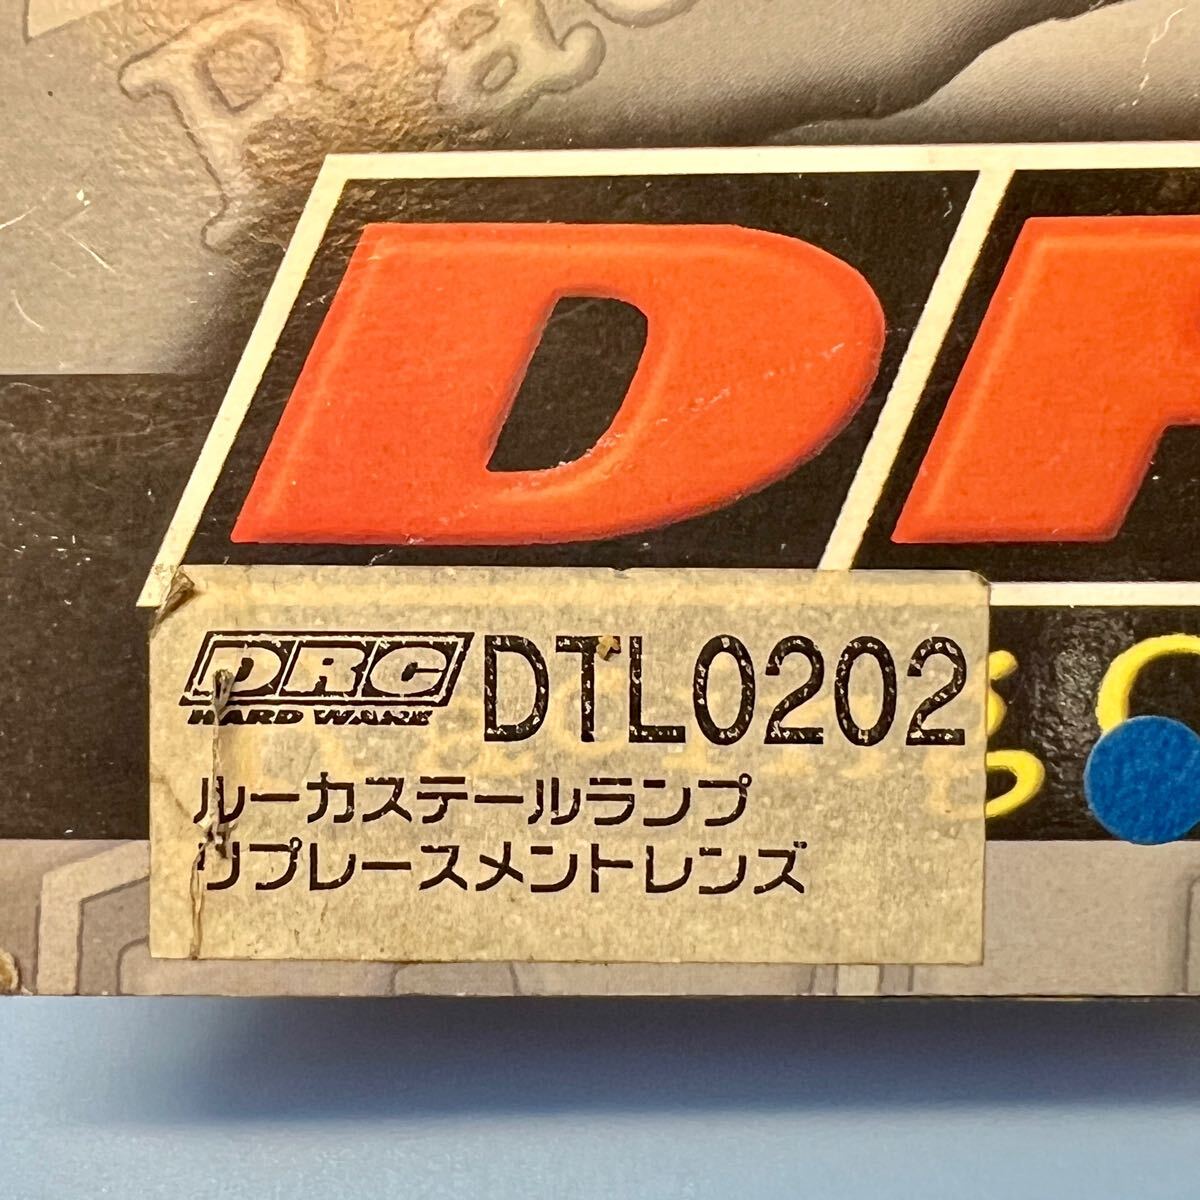 D
DRC DTL0202
HARD WARE
ルーカステールランプ
リプレースメントレンズ